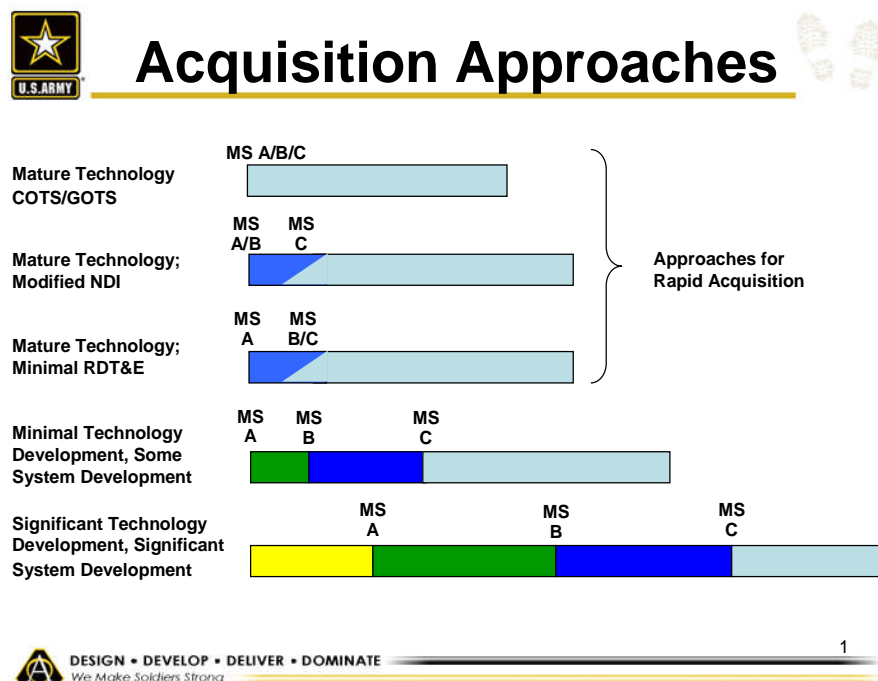 U.S.ARMY
Acquisition Approaches
Mature Technology
COTS/GOTS
MS A/B/C
Mature Technology;
Modified NDI
MS
A/B
MS
C
Mature Technology;
Minimal RDT&E
MS
A
MS
B/C
Approaches for
Rapid Acquisition
Minimal Technology
Development, Some
System Development
MS
A
MS
B
MS
C
Significant Technology
Development, Significant
System Development
MS
A
MS
B
MS
C
DESIGN • DEVELOP • DELIVER • DOMINATE
We Make Soldiers Strong
1